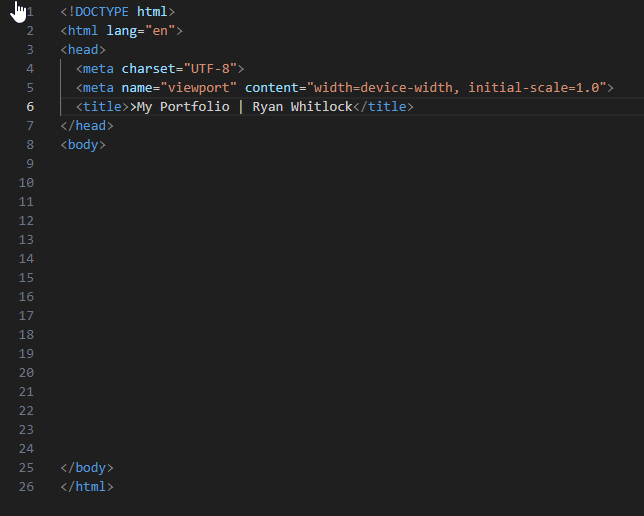 1 <!DOCTYPE html>
2 <html lang="en">
3 <head>
4 <meta charset="UTF-8">
5 <meta name="viewport" content="width=device-width, initial-scale=1.0">
6 <title>>My Portfolio | Ryan Whitlock</title>
7 </head>
8 <body>
9
10
11
12
13
14
15
16
17
18
19
20
21
22
23
24
25 </body>
26 </html>